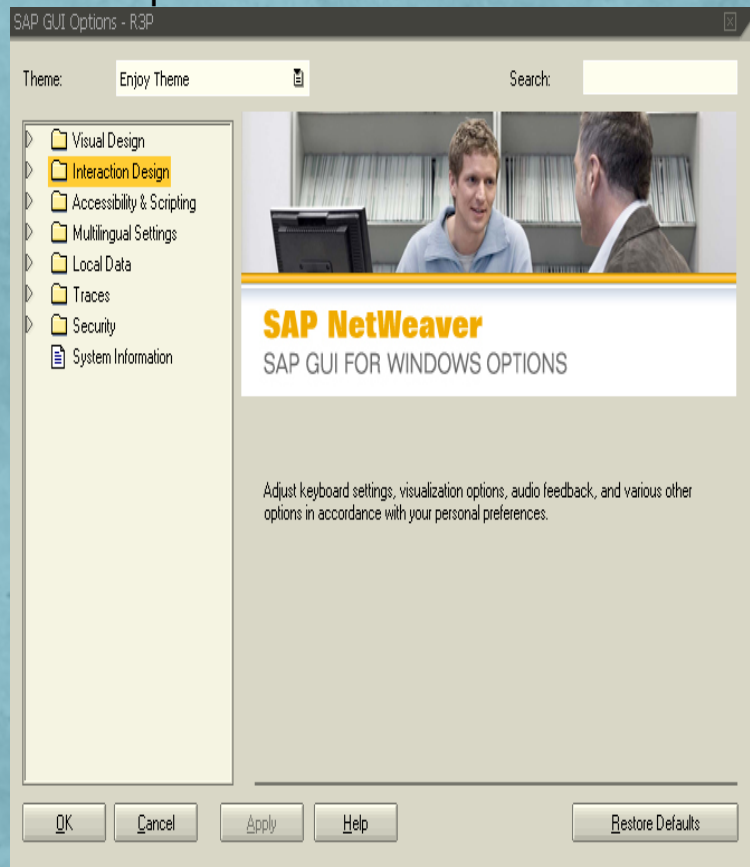 SAP GUI Options - R3P
Theme: Enjoy Theme Search:
Visual Design
Interaction Design
Accessibility & Scripting
Multilingual Settings
Local Data
Traces
Security
System Information
SAP NetWeaver
SAP GUI FOR WINDOWS OPTIONS
Adjust keyboard settings, visualization options, audio feedback, and various other
options in accordance with your personal preferences.
OK Cancel Apply Help Restore Defaults